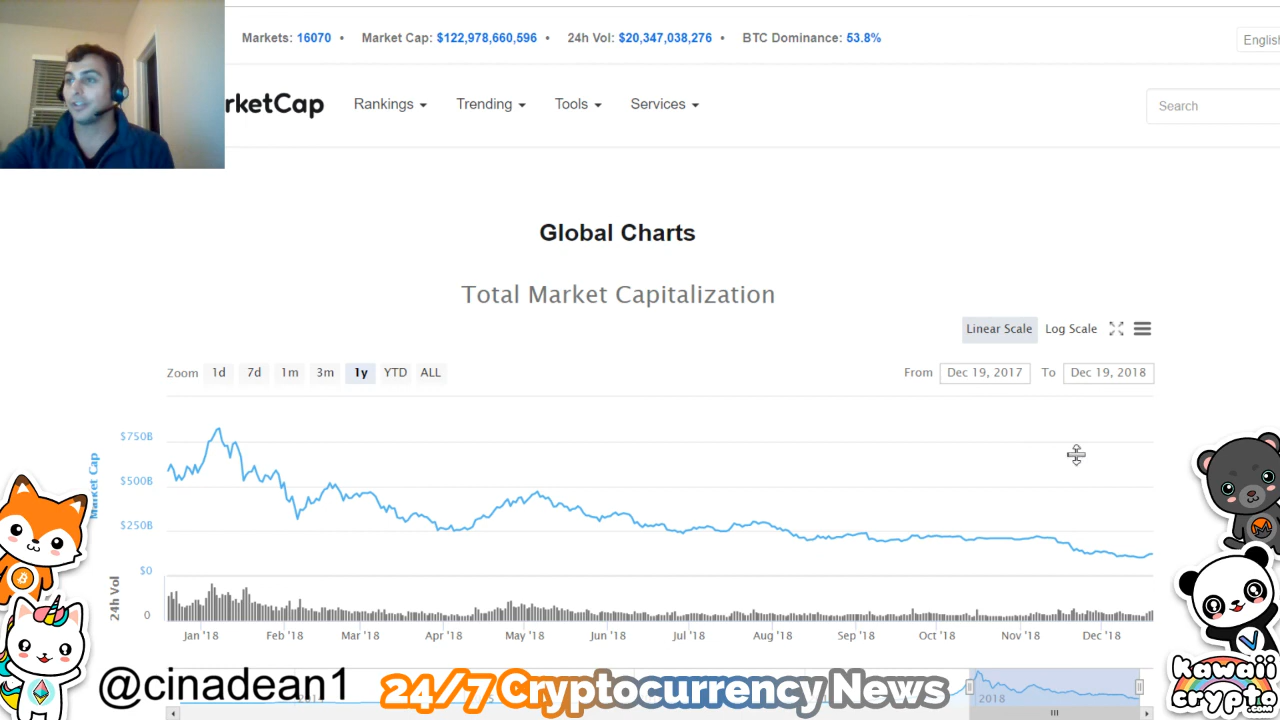 Markets: 16070 • Market Cap: $122,978,660,596 • 24h Vol: $20,347,038,276 • BTC Dominance: 53.8%
English
rketCap Rankings Trending Tools Services
Search
Global Charts
Total Market Capitalization
Linear Scale Log Scale
Zoom 1d 7d 1m 3m 1y YTD ALL From Dec 19, 2017 To Dec 19, 2018
Market Cap
$750B
$500B
$250B
$0
24h Vol
0
Jan '18 Feb '18 Mar '18 Apr '18 May '18 Jun '18 Jul '18 Aug '18 Sep '18 Oct '18 Nov '18 Dec '18
2018
@cinadean1
24/7 Cryptocurrency News
kawaii
crypto
.com